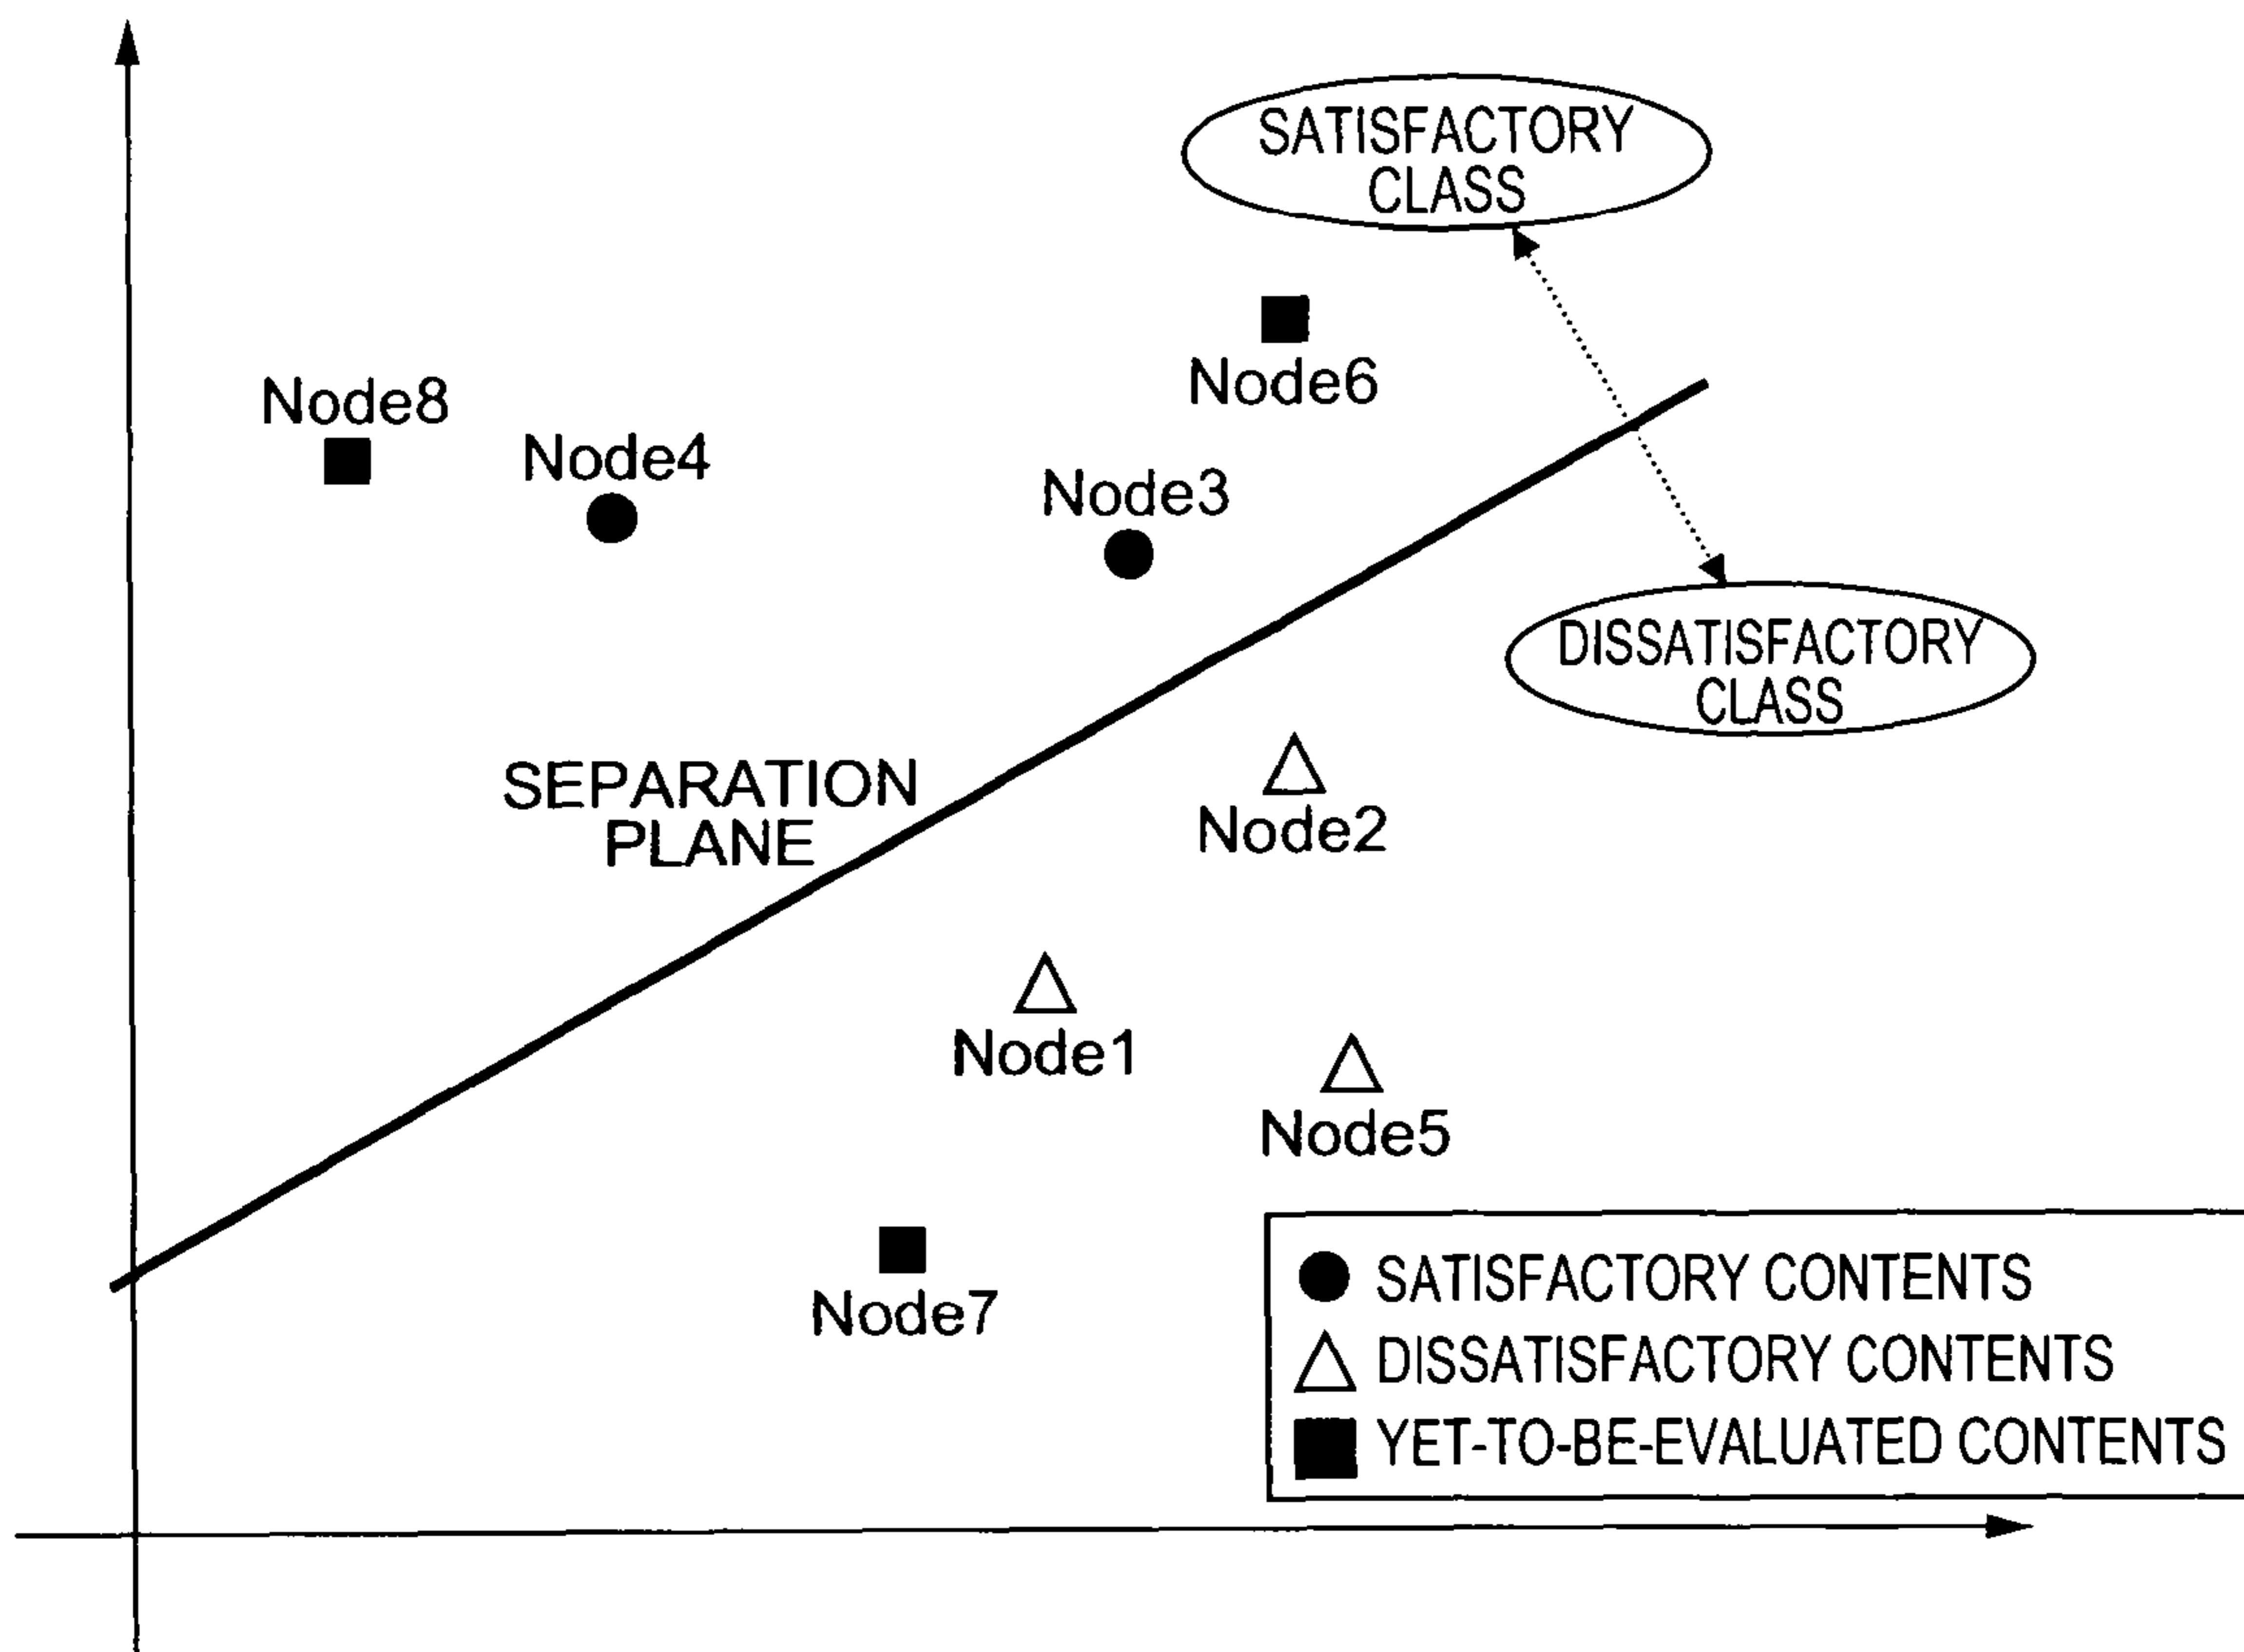 SATISFACTORY
CLASS
Node8
Node4
Node6
Node3
DISSATISFACTORY
CLASS
SEPARATION
PLANE
Node2
Node1
Node5
Node7
SATISFACTORY CONTENTS
DISSATISFACTORY CONTENTS
YET-TO-BE-EVALUATED CONTENTS